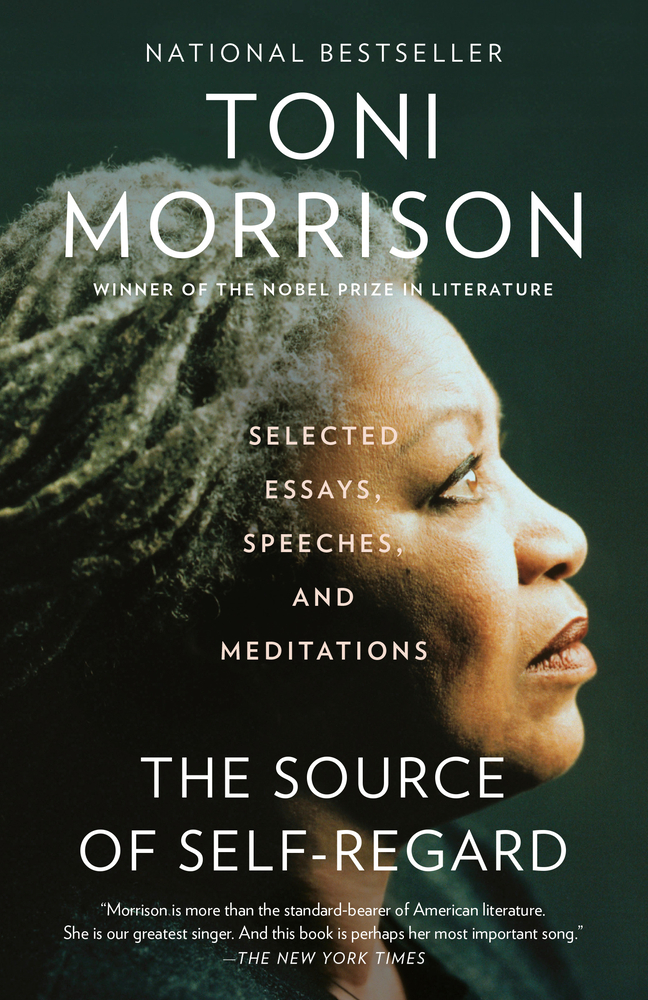 NATIONAL BESTSELLER
TONI
MORRISON
WINNER OF THE NOBEL PRIZE IN LITERATURE
SELECTED
ESSAYS,
SPEECHES,
AND
MEDITATIONS
THE SOURCE
OF SELF-REGARD
“Morrison is more than the standard-bearer of American literature.
She is our greatest singer. And this book is perhaps her most important song.”
—THE NEW YORK TIMES